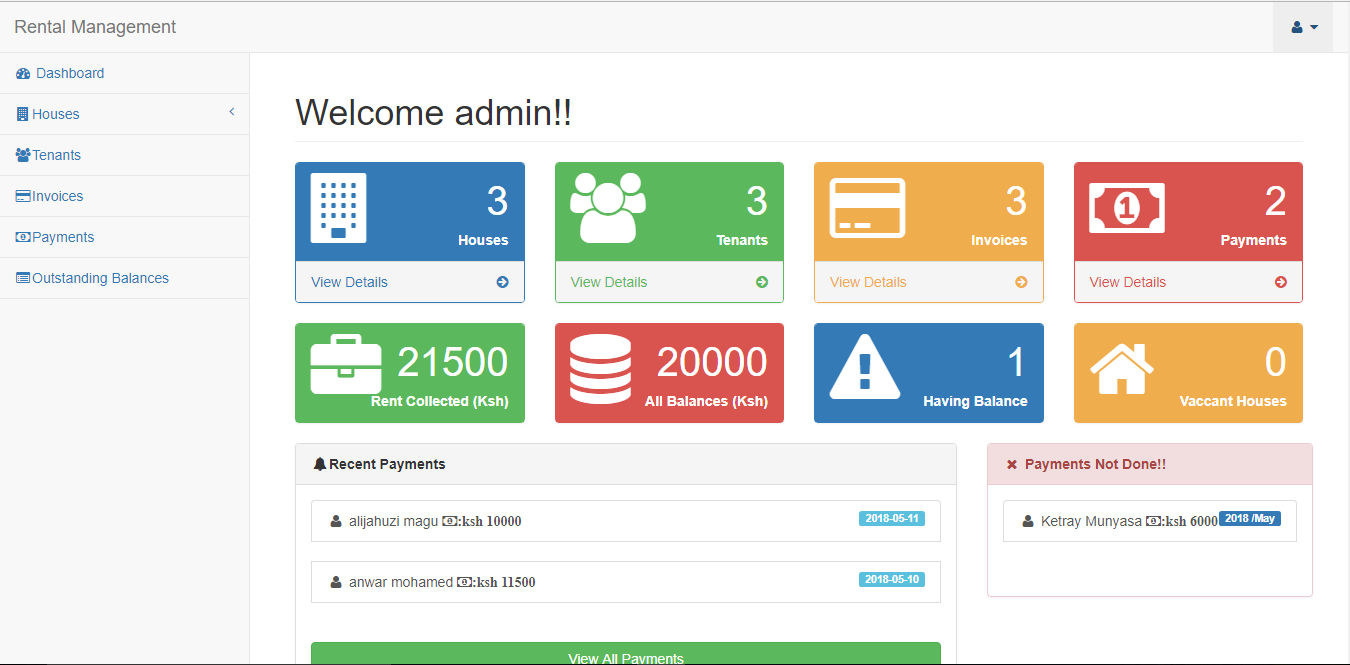 Rental Management
Dashboard
Houses
Tenants
Invoices
Payments
Outstanding Balances
Welcome admin!!
3
Houses
View Details
3
Tenants
View Details
3
Invoices
View Details
1
2
Payments
View Details
21500
Rent Collected (Ksh)
20000
All Balances (Ksh)
1
Having Balance
0
Vaccant Houses
Recent Payments
alijahuzi magu :ksh 10000 2018-05-11
anwar mohamed :ksh 11500 2018-05-10
View All Payments
Payments Not Done!!
Ketray Munyasa :ksh 6000 2018 /May